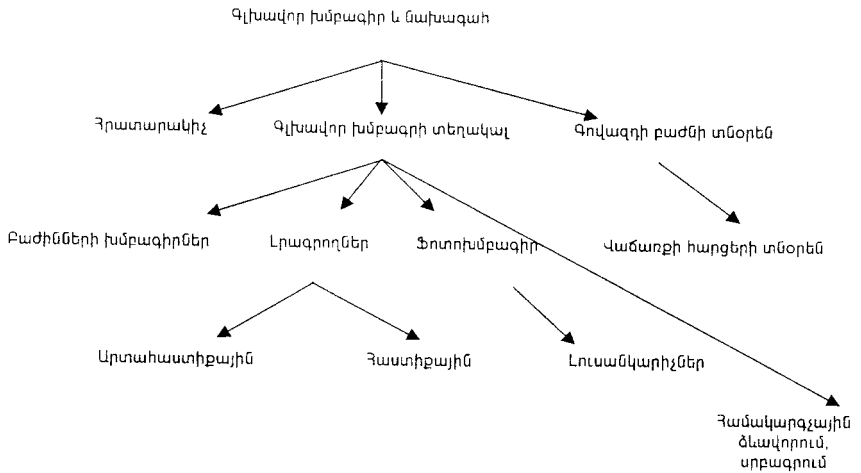 Գլխավոր խմբագիր և նախագահ
Հրատարակիչ
Գլխավոր խմբագրի տեղակալ
Գովազդի բաժնի տնօրեն
Բաժինների խմբագիրներ
Լրագրողներ
Ֆոտոխմբագիր
Վաճառքի հարցերի տնօրեն
Արտահաստիքային
Հաստիքային
Լուսանկարիչներ
Համակարգչային
ձևավորում,
սրբագրում